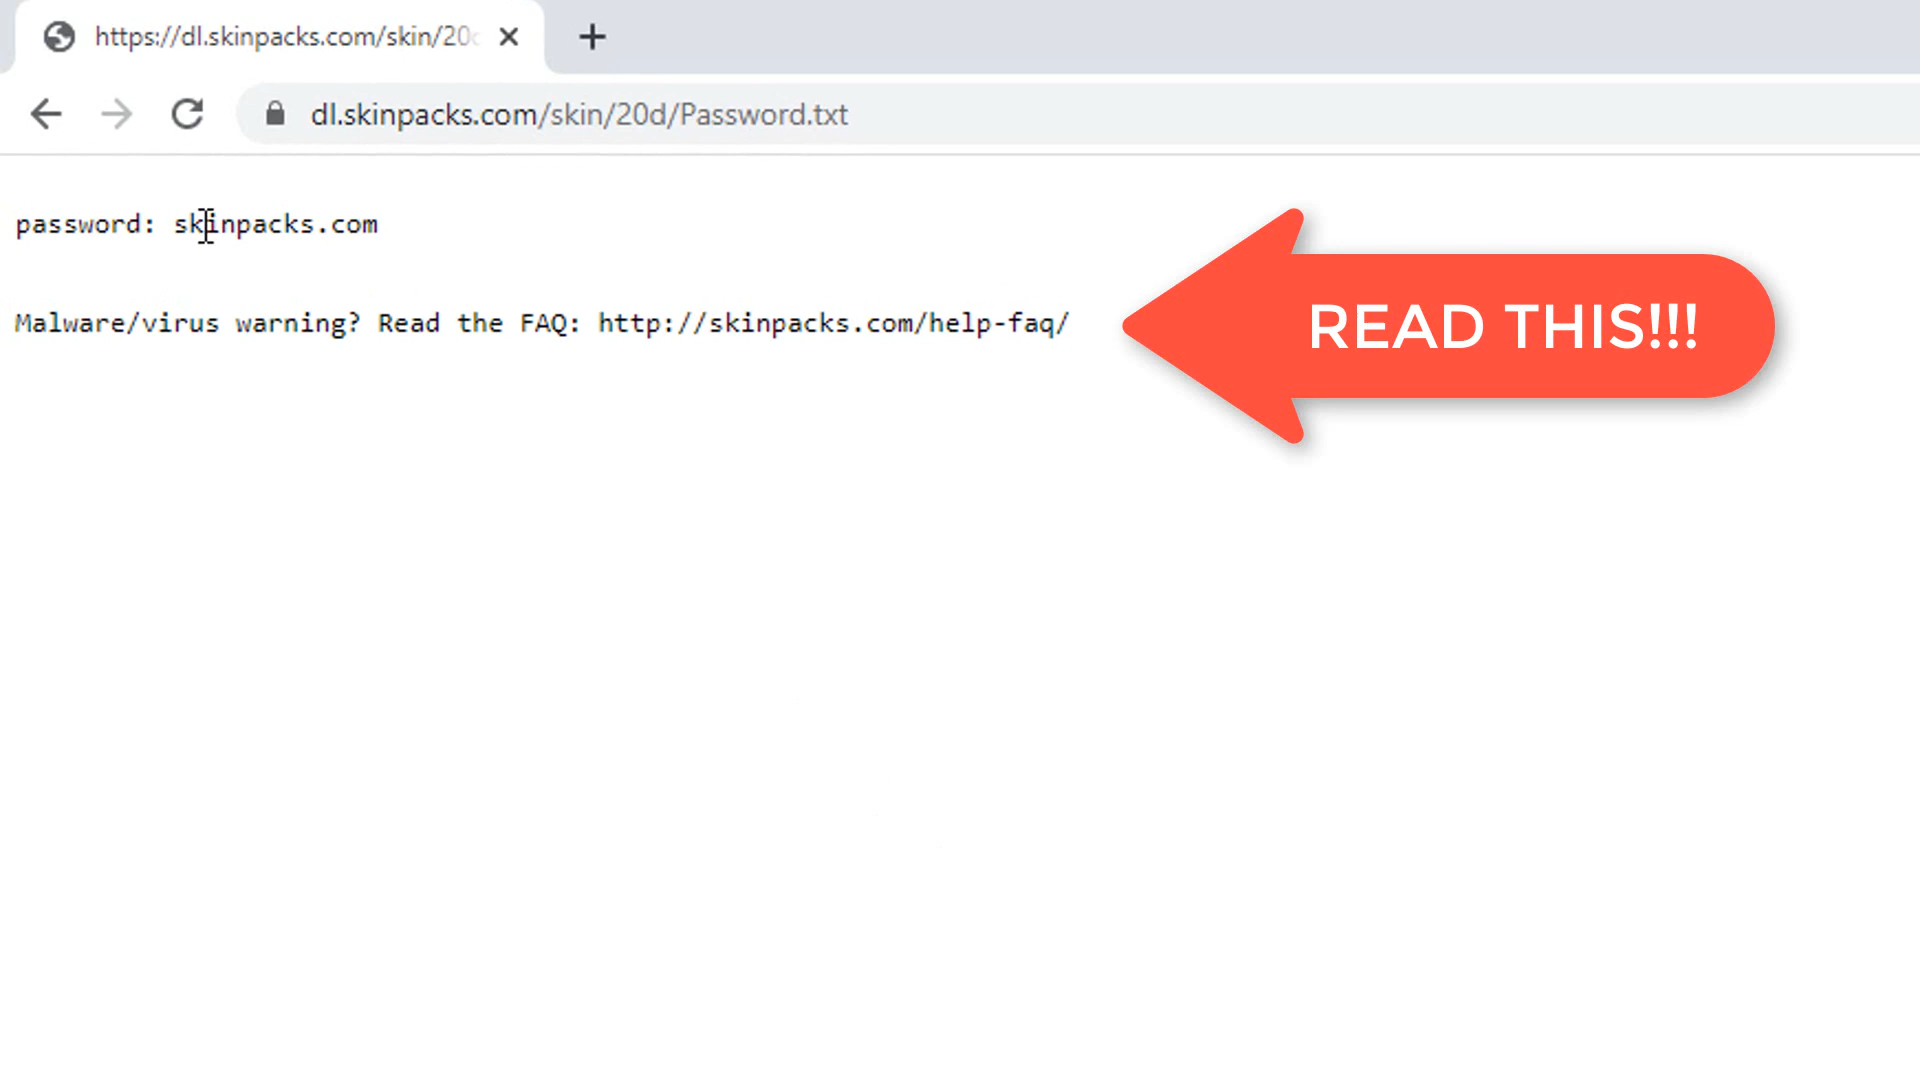 https://dl.skinpacks.com/skin/20
dl.skinpacks.com/skin/20d/Password.txt
password: skinpacks.com
Malware/virus warning? Read the FAQ: http://skinpacks.com/help-faq/
READ THIS!!!